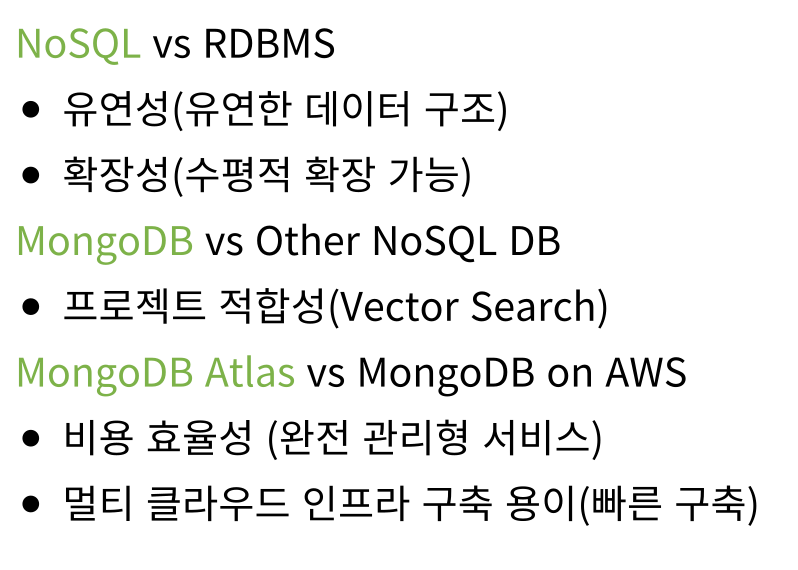 NoSQL vs RDBMS
● 유연성(유연한 데이터 구조)
● 확장성(수평적 확장 가능)
MongoDB vs Other NoSQL DB
● 프로젝트 적합성(Vector Search)
MongoDB Atlas vs MongoDB on AWS
● 비용 효율성 (완전 관리형 서비스)
● 멀티 클라우드 인프라 구축 용이(빠른 구축)